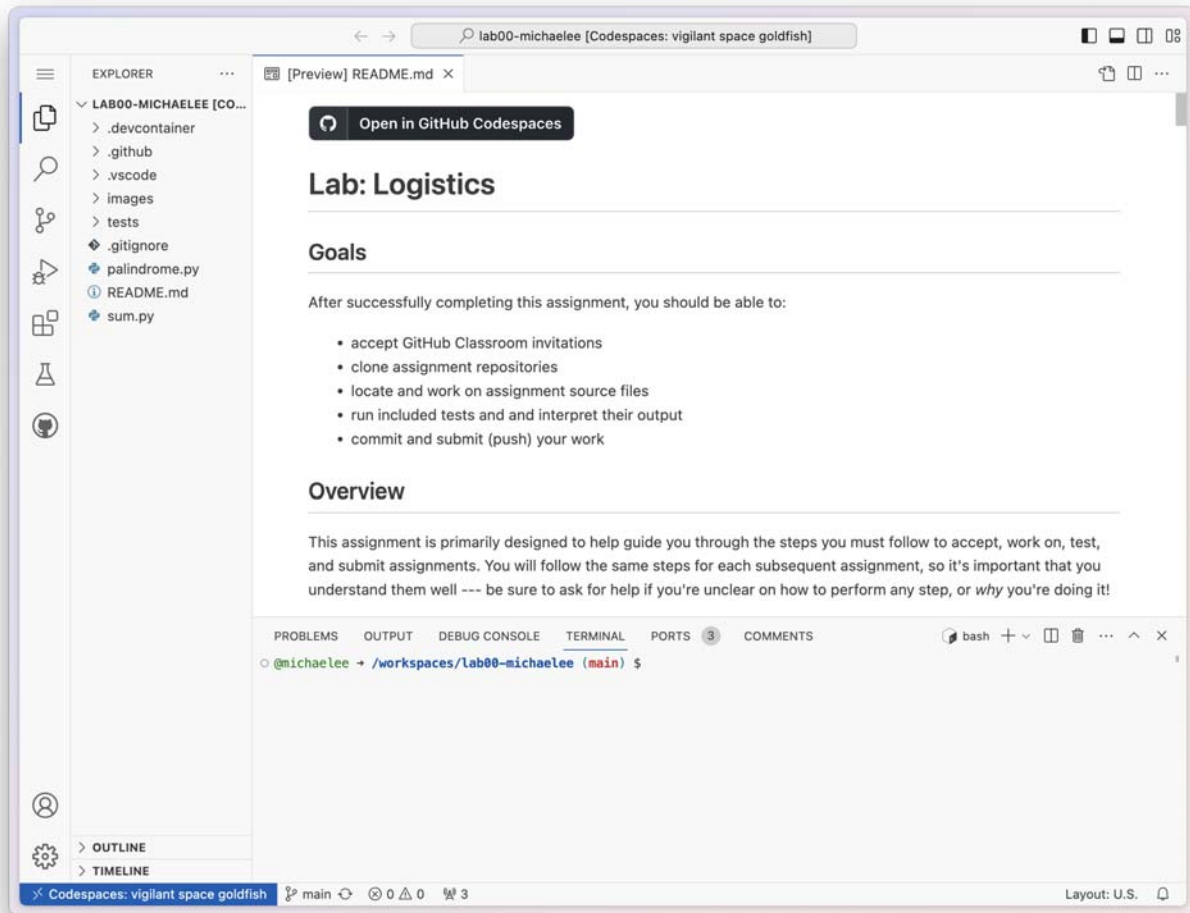 lab00-michaelee [Codespaces: vigilant space goldfish]
EXPLORER
LAB00-MICHAELEE [CO...
.devcontainer
.github
.vscode
images
tests
.gitignore
palindrome.py
README.md
sum.py
OUTLINE
TIMELINE
[Preview] README.md
Open in GitHub Codespaces
Lab: Logistics
Goals
After successfully completing this assignment, you should be able to:
• accept GitHub Classroom invitations
• clone assignment repositories
• locate and work on assignment source files
• run included tests and and interpret their output
• commit and submit (push) your work
Overview
This assignment is primarily designed to help guide you through the steps you must follow to accept, work on, test,
and submit assignments. You will follow the same steps for each subsequent assignment, so it's important that you
understand them well --- be sure to ask for help if you're unclear on how to perform any step, or why you're doing it!
PROBLEMS OUTPUT DEBUG CONSOLE TERMINAL PORTS 3 COMMENTS bash
@michaelee → /workspaces/lab00-michaelee (main) $
Codespaces: vigilant space goldfish main 0 0 3 Layout: U.S.